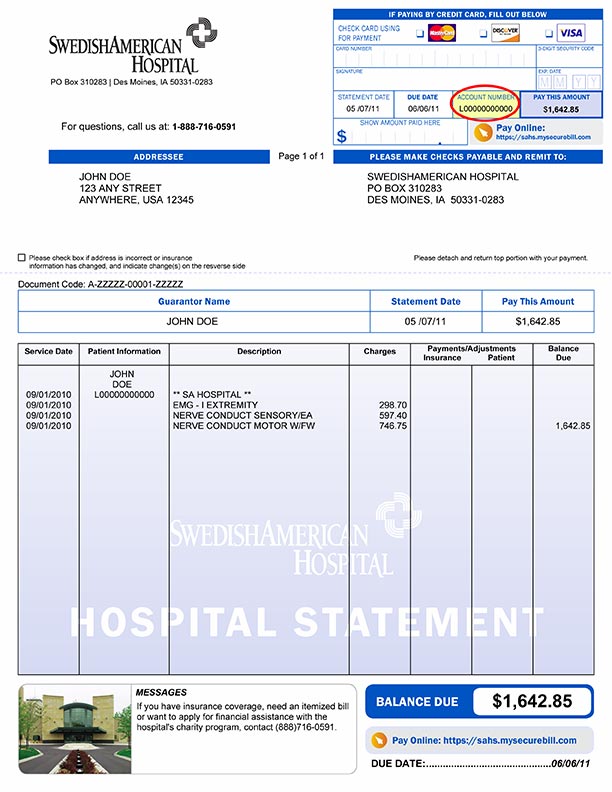 SWEDISHAMERICAN
HOSPITAL
PO Box 310283 | Des Moines, IA 50331-0283
For questions, call us at: 1-888-716-0591
IF PAYING BY CREDIT CARD, FILL OUT BELOW
CHECK CARD USING
FOR PAYMENT
MasterCard
DISCOVER
VISA
CARD NUMBER
3-DIGIT SECURITY CODE
SIGNATURE
EXP. DATE
M M Y Y
STATEMENT DATE
05 /07/11
DUE DATE
06/06/11
ACCOUNT NUMBER
L00000000000
PAY THIS AMOUNT
$1,642.85
SHOW AMOUNT PAID HERE
$
Pay Online:
https://sahs.mysecurebill.com
ADDRESSEE
Page 1 of 1
PLEASE MAKE CHECKS PAYABLE AND REMIT TO:
JOHN DOE
123 ANY STREET
ANYWHERE, USA 12345
SWEDISHAMERICAN HOSPITAL
PO BOX 310283
DES MOINES, IA 50331-0283
Please check box if address is incorrect or insurance
information has changed, and indicate change(s) on the resverse side
Please detach and return top portion with your payment.
Document Code: A-ZZZZZ-00001-ZZZZZ
Guarantor Name Statement Date Pay This Amount
JOHN DOE 05 /07/11 $1,642.85
Service Date Patient Information Description Charges Payments/Adjustments Insurance Patient Balance Due
JOHN
DOE
09/01/2010 L00000000000 ** SA HOSPITAL **
09/01/2010 EMG - I EXTREMITY 298.70
09/01/2010 NERVE CONDUCT SENSORY/EA 597.40
09/01/2010 NERVE CONDUCT MOTOR W/FW 746.75 1,642.85
SWEDISHAMERICAN
HOSPITAL
HOSPITAL STATEMENT
MESSAGES
If you have insurance coverage, need an itemized bill
or want to apply for financial assistance with the
hospital's charity program, contact (888)716-0591.
BALANCE DUE $1,642.85
Pay Online: https://sahs.mysecurebill.com
DUE DATE:..........................................06/06/11